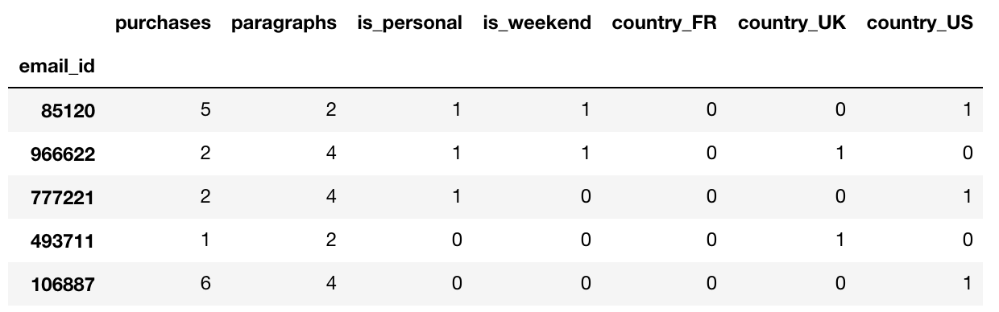 purchases paragraphs is_personal is_weekend country_FR country_UK country_US
email_id
85120 5 2 1 1 0 0 1
966622 2 4 1 1 0 1 0
777221 2 4 1 0 0 0 1
493711 1 2 0 0 0 1 0
106887 6 4 0 0 0 0 1